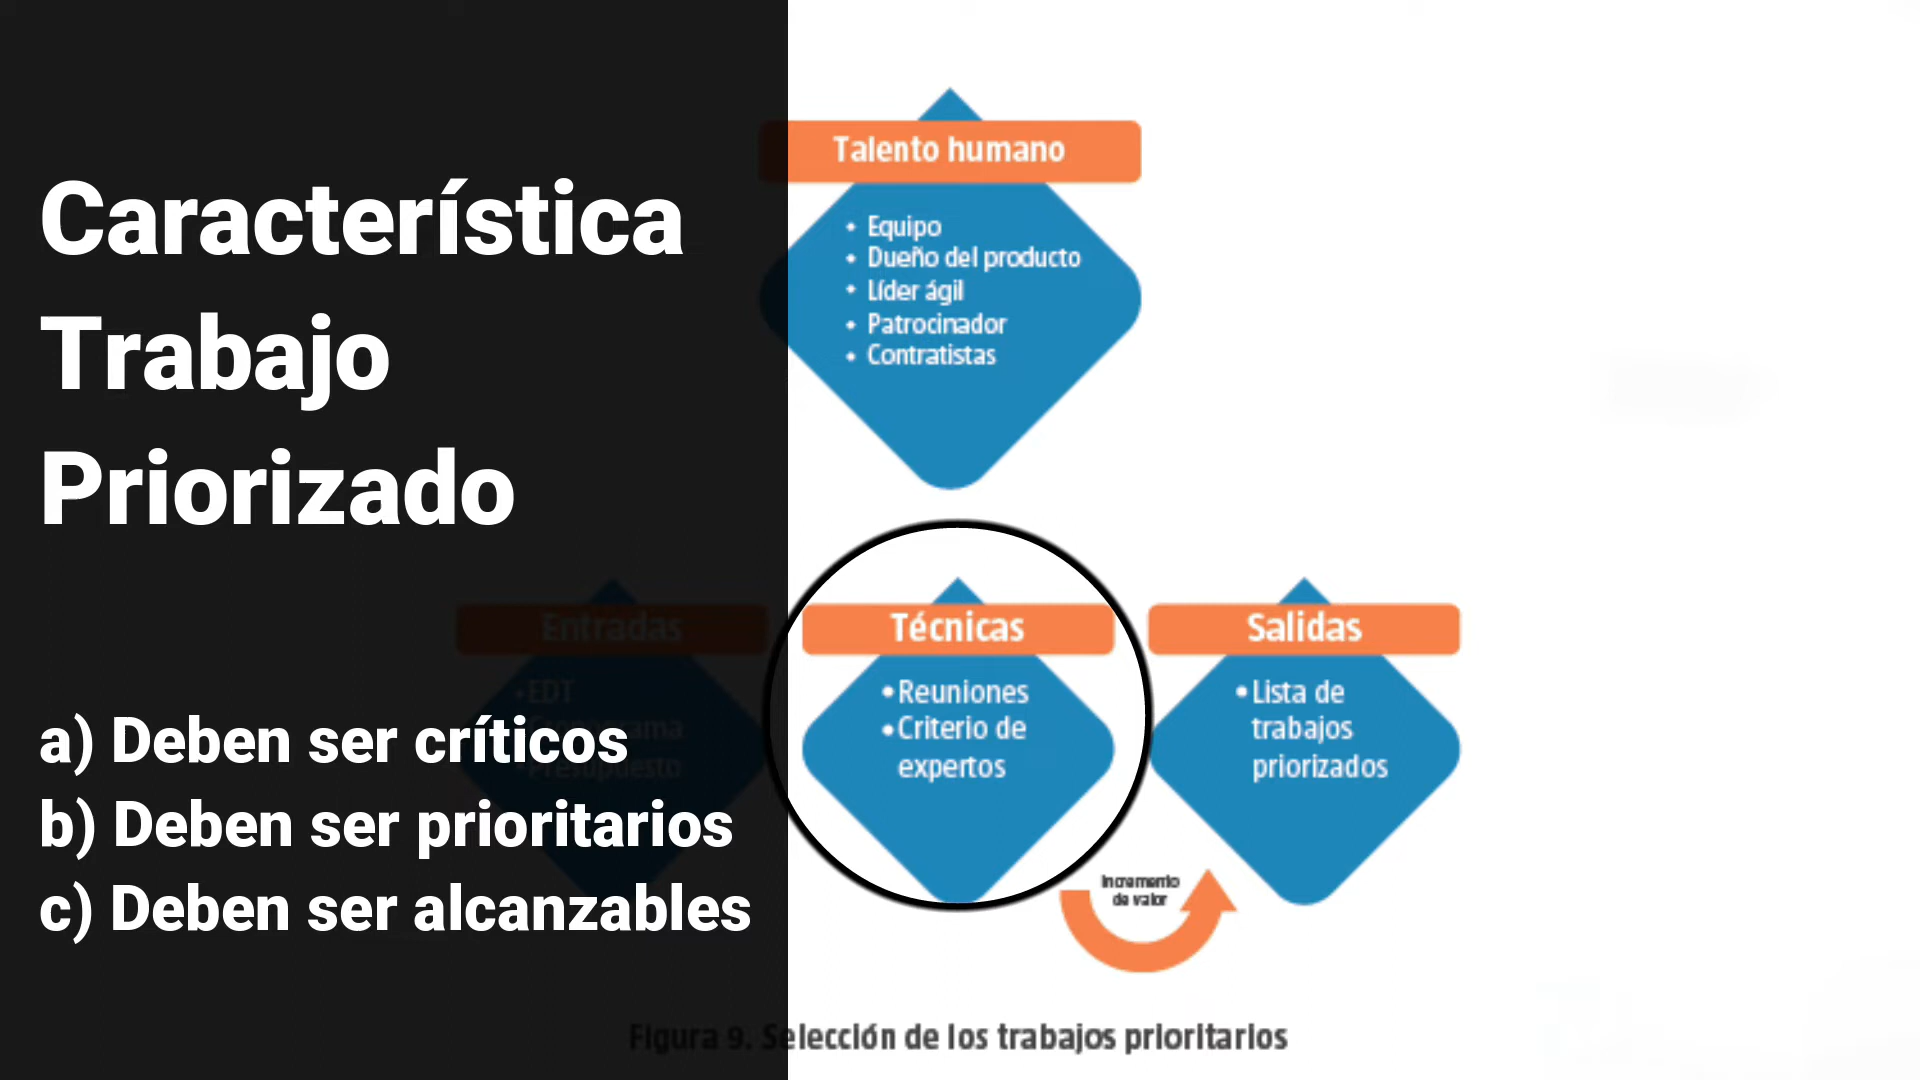 Característica
Trabajo
Priorizado
a) Deben ser críticos
b) Deben ser prioritarios
c) Deben ser alcanzables
Talento humano
• Equipo
• Dueño del producto
• Líder ágil
• Patrocinador
• Contratistas
Entradas
• EDT
Cronograma
Presupuesto
Técnicas
• Reuniones
• Criterio de
expertos
Salidas
• Lista de
trabajos
priorizados
Incremento
de valor
Figura 9. Selección de los trabajos prioritarios